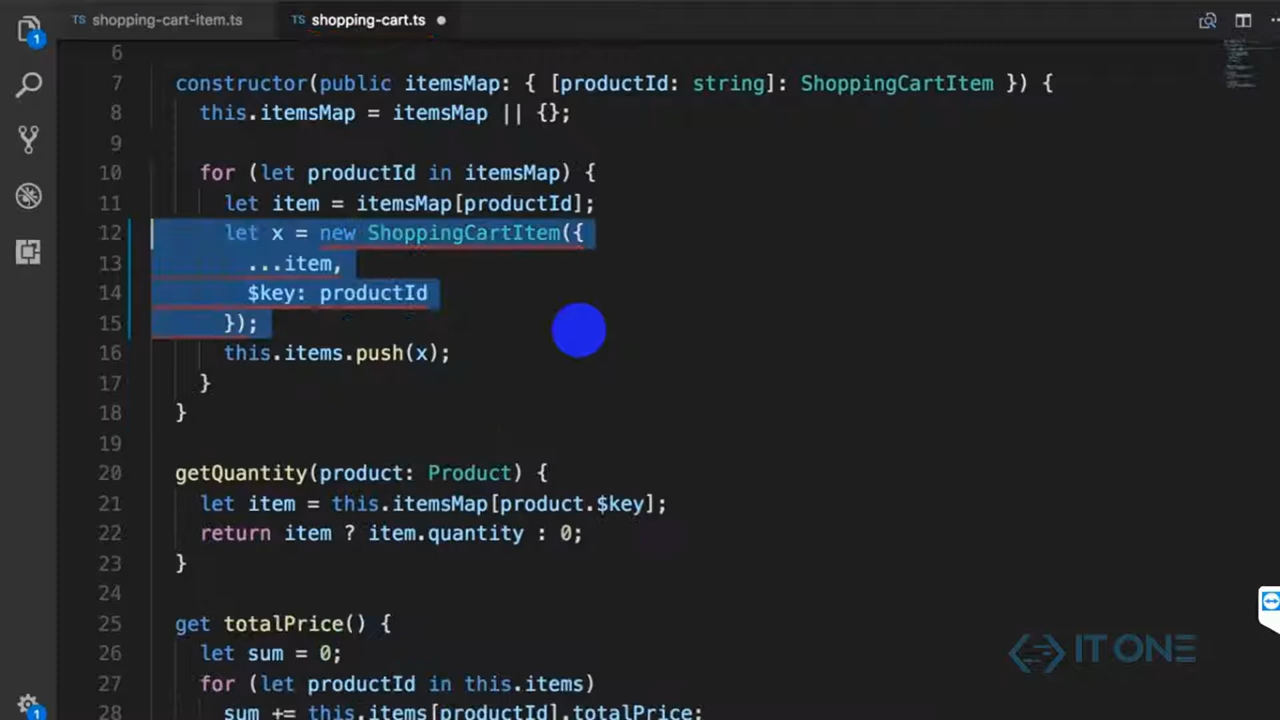 TS shopping-cart-item.ts TS shopping-cart.ts
1
6
7 constructor(public itemsMap: { [productId: string]: ShoppingCartItem }) {
8 this.itemsMap = itemsMap || {};
9
10 for (let productId in itemsMap) {
11 let item = itemsMap[productId];
12 let x = new ShoppingCartItem({
13 ...item,
14 $key: productId
15 });
16 this.items.push(x);
17 }
18 }
19
20 getQuantity(product: Product) {
21 let item = this.itemsMap[product.$key];
22 return item ? item.quantity : 0;
23 }
24
25 get totalPrice() {
26 let sum = 0;
27 for (let productId in this.items)
28 sum += this.items[productId].totalPrice;
1
IT ONE